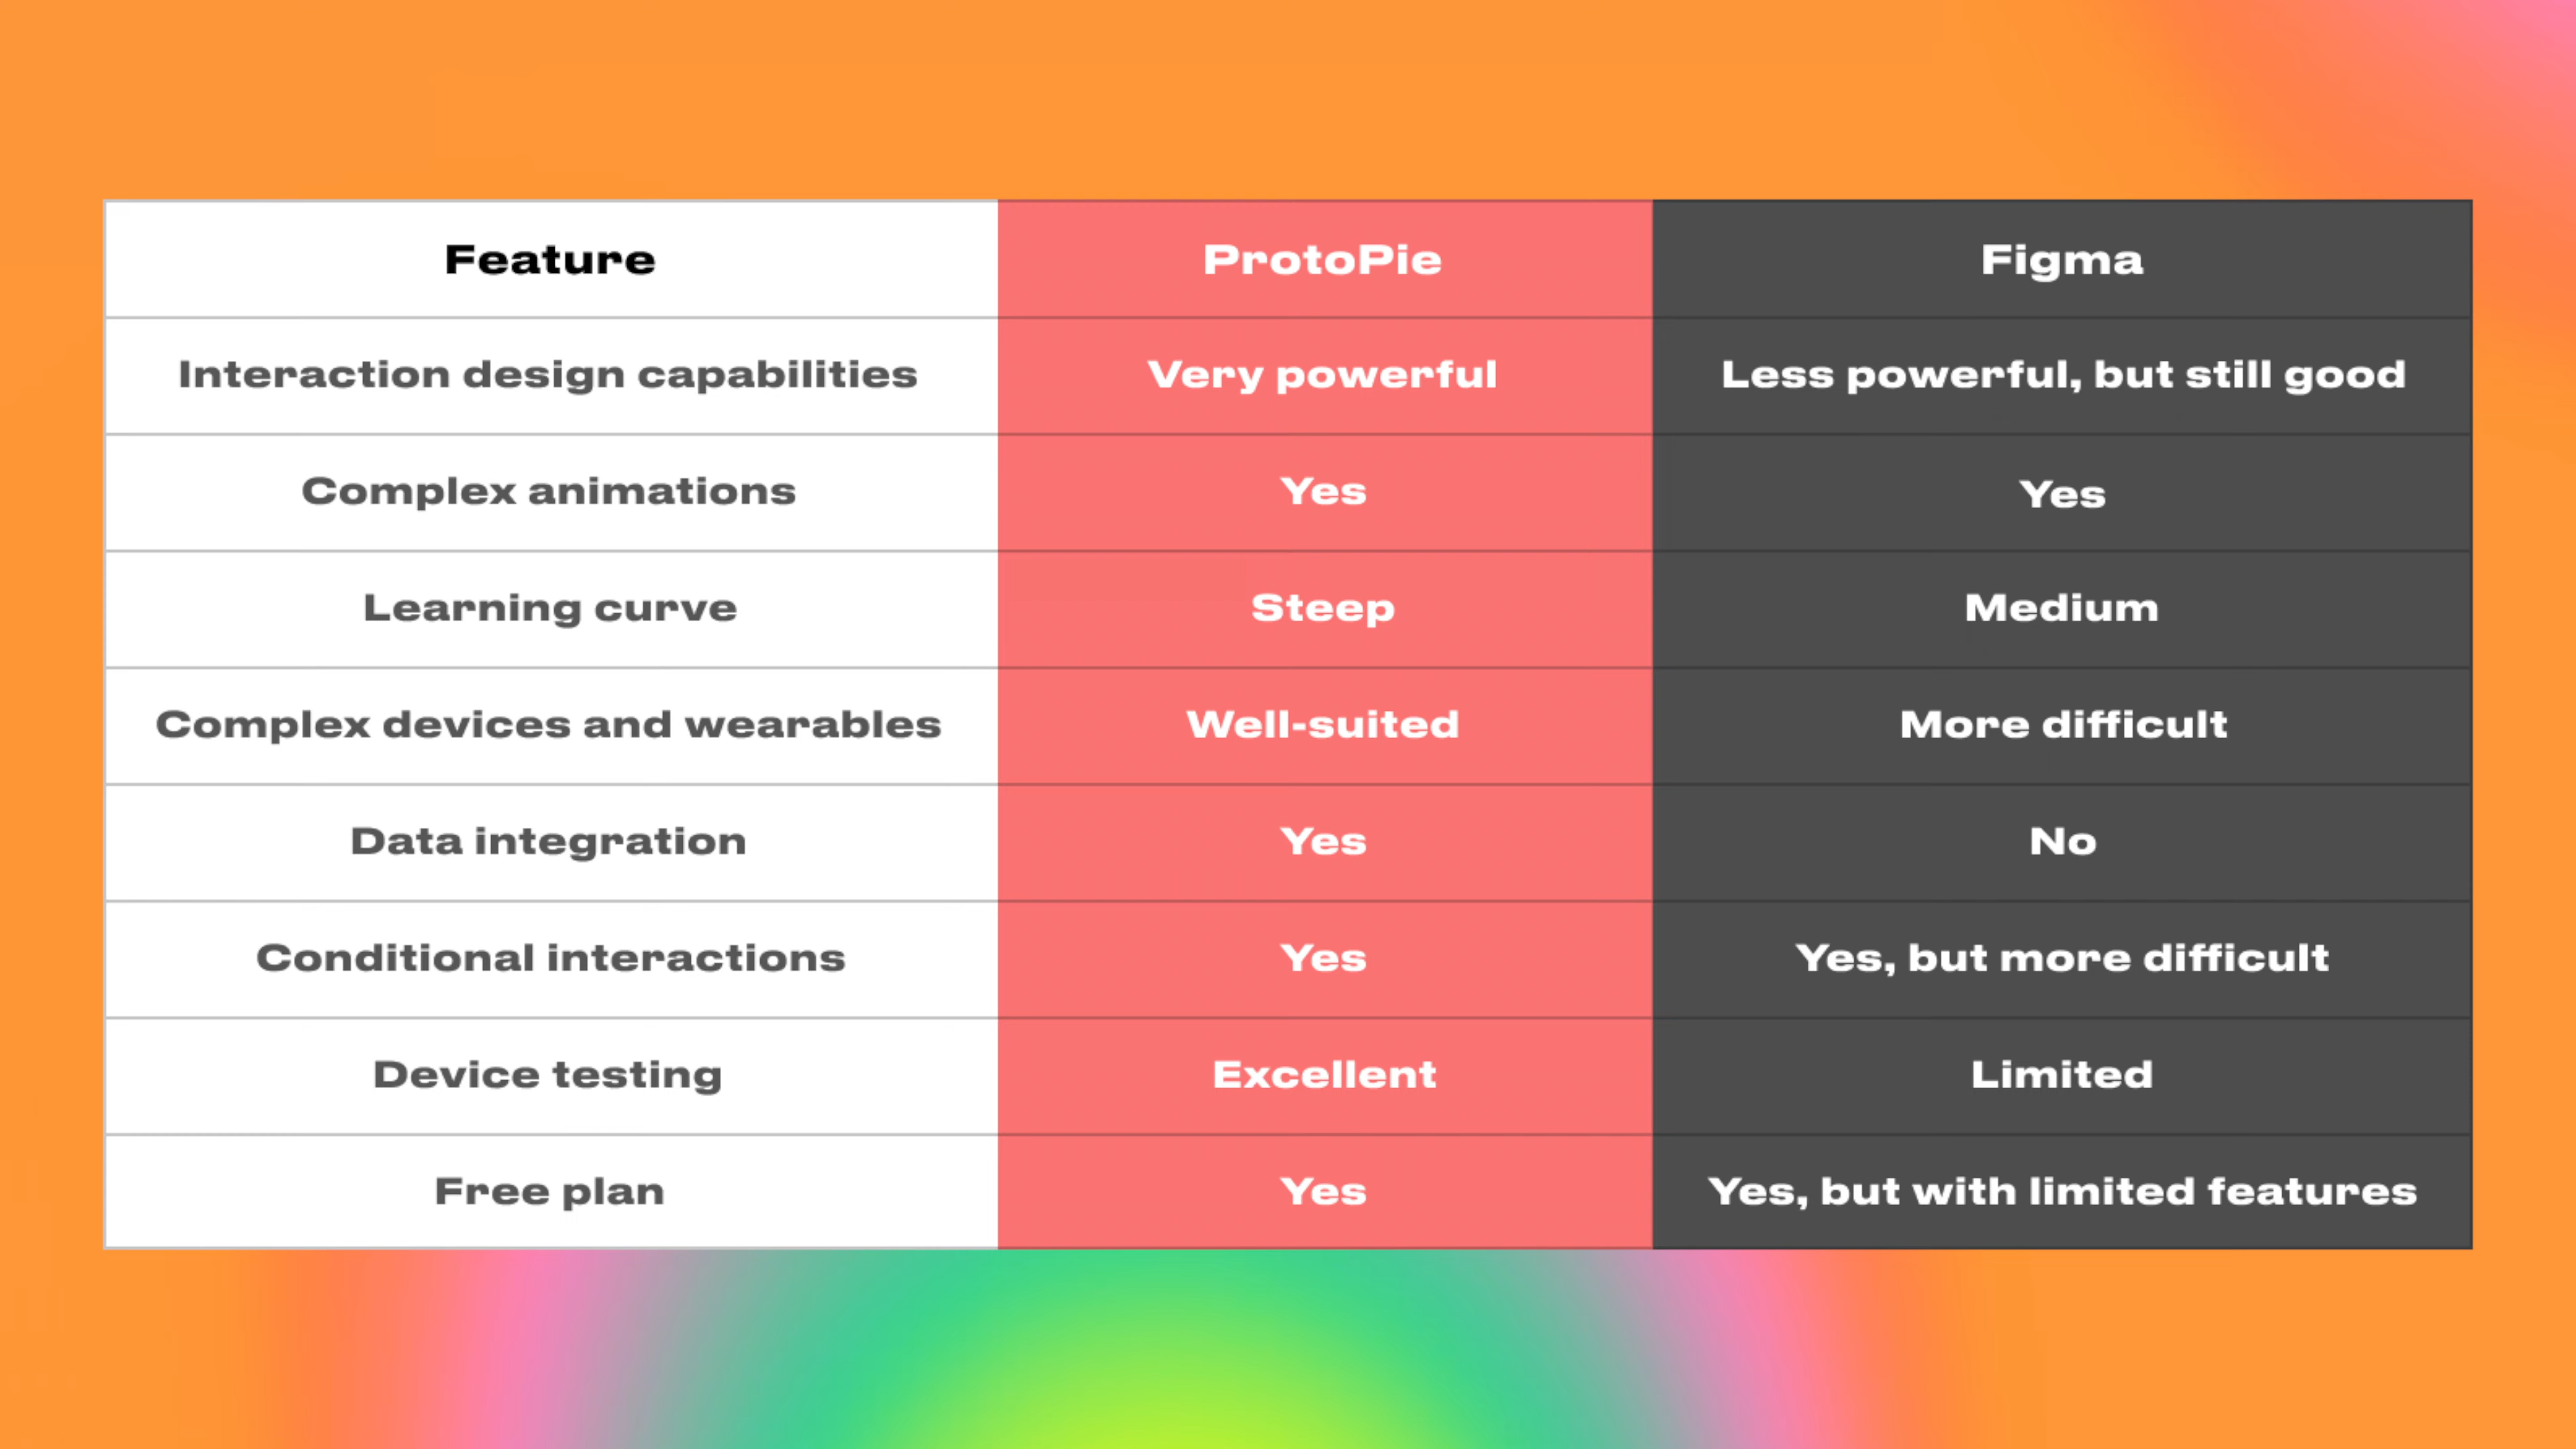 Feature ProtoPie Figma
Interaction design capabilities Very powerful Less powerful, but still good
Complex animations Yes Yes
Learning curve Steep Medium
Complex devices and wearables Well-suited More difficult
Data integration Yes No
Conditional interactions Yes Yes, but more difficult
Device testing Excellent Limited
Free plan Yes Yes, but with limited features